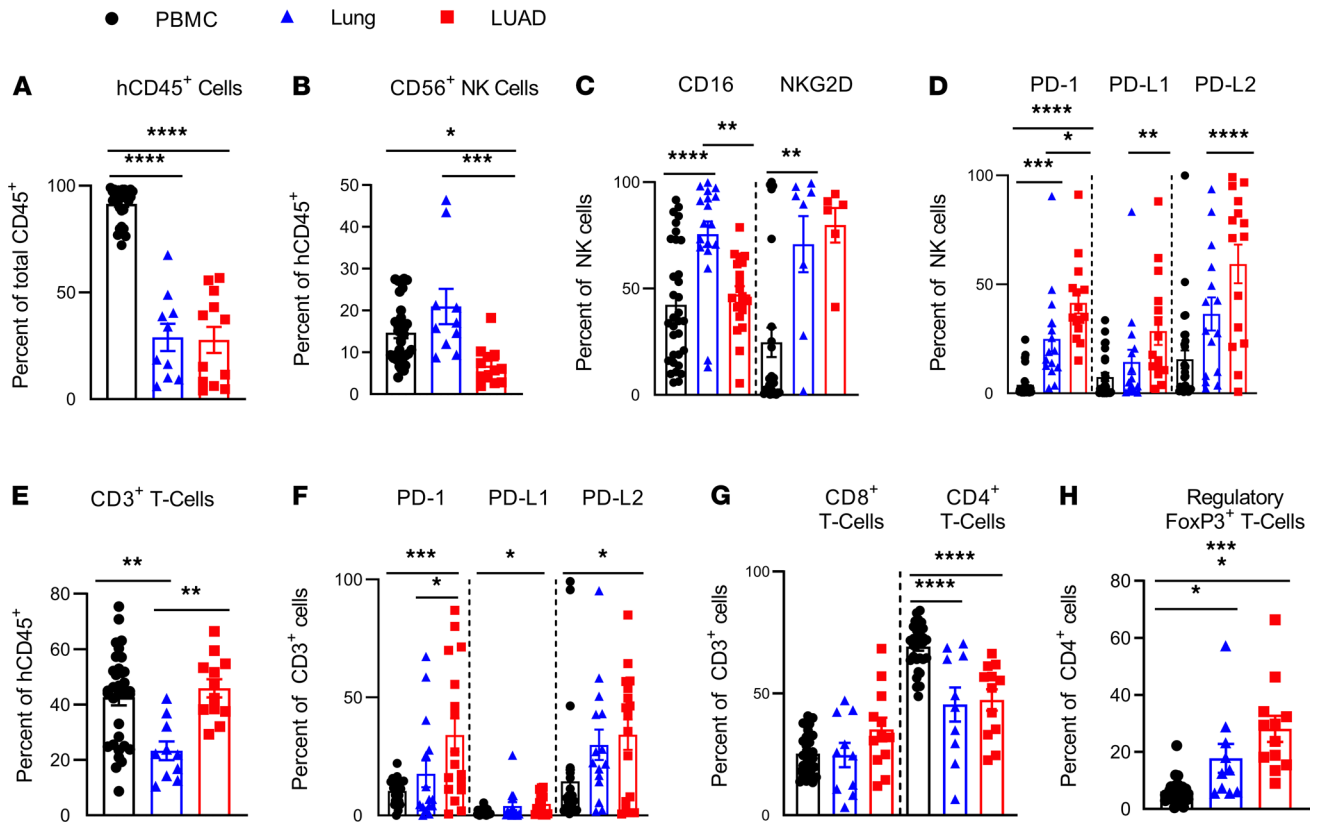 PBMC Lung LUAD
A hCD45+ Cells
****
****
Percent of total CD45+
100
50
0
B CD56+ NK Cells
*
***
Percent of hCD45+
50
40
30
20
10
0
C CD16 NKG2D
**
**** **
Percent of NK cells
100
50
0
D PD-1 PD-L1 PD-L2
****
* ** ****
***
Percent of NK cells
100
50
0
E CD3+ T-Cells
**
**
Percent of hCD45+
80
60
40
20
0
F PD-1 PD-L1 PD-L2
*** * *
*
Percent of CD3+ cells
100
50
0
G CD8+ CD4+
T-Cells T-Cells
****
****
Percent of CD3+ cells
100
50
0
H Regulatory
FoxP3+ T-Cells
***
*
*
Percent of CD4+ cells
80
60
40
20
0